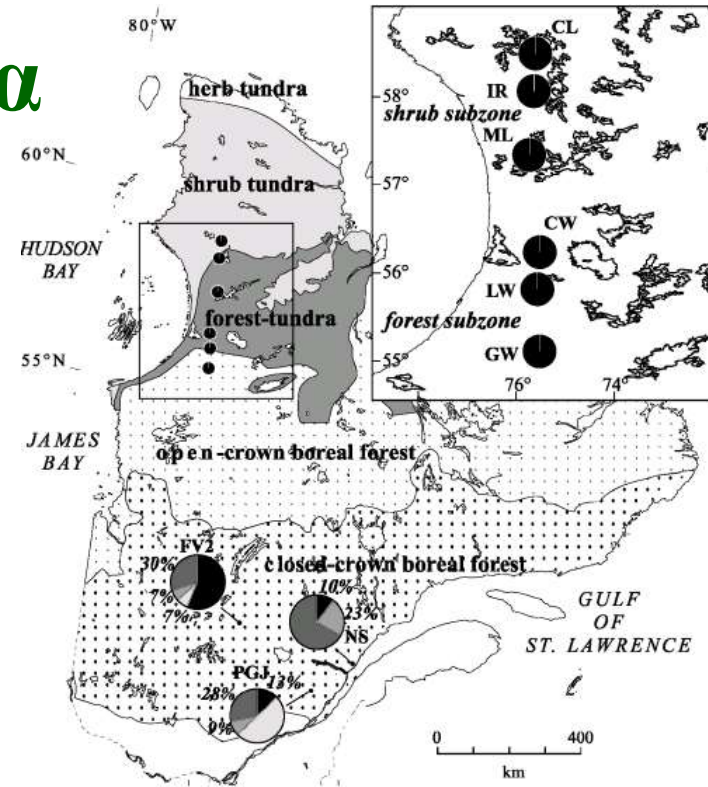 α
80°W
60°N
55°N
herb tundra
shrub tundra
HUDSON
BAY
forest-tundra
JAMES
BAY
open-crown boreal forest
closed-crown boreal forest
FV2
30%
7%
7%
10%
23%
NS
PGJ
13%
28%
9%
GULF
OF
ST. LAWRENCE
0 400
km
CL
IR
58°
shrub subzone
ML
57°
CW
56°
LW
forest subzone
GW
55°
76° 74°